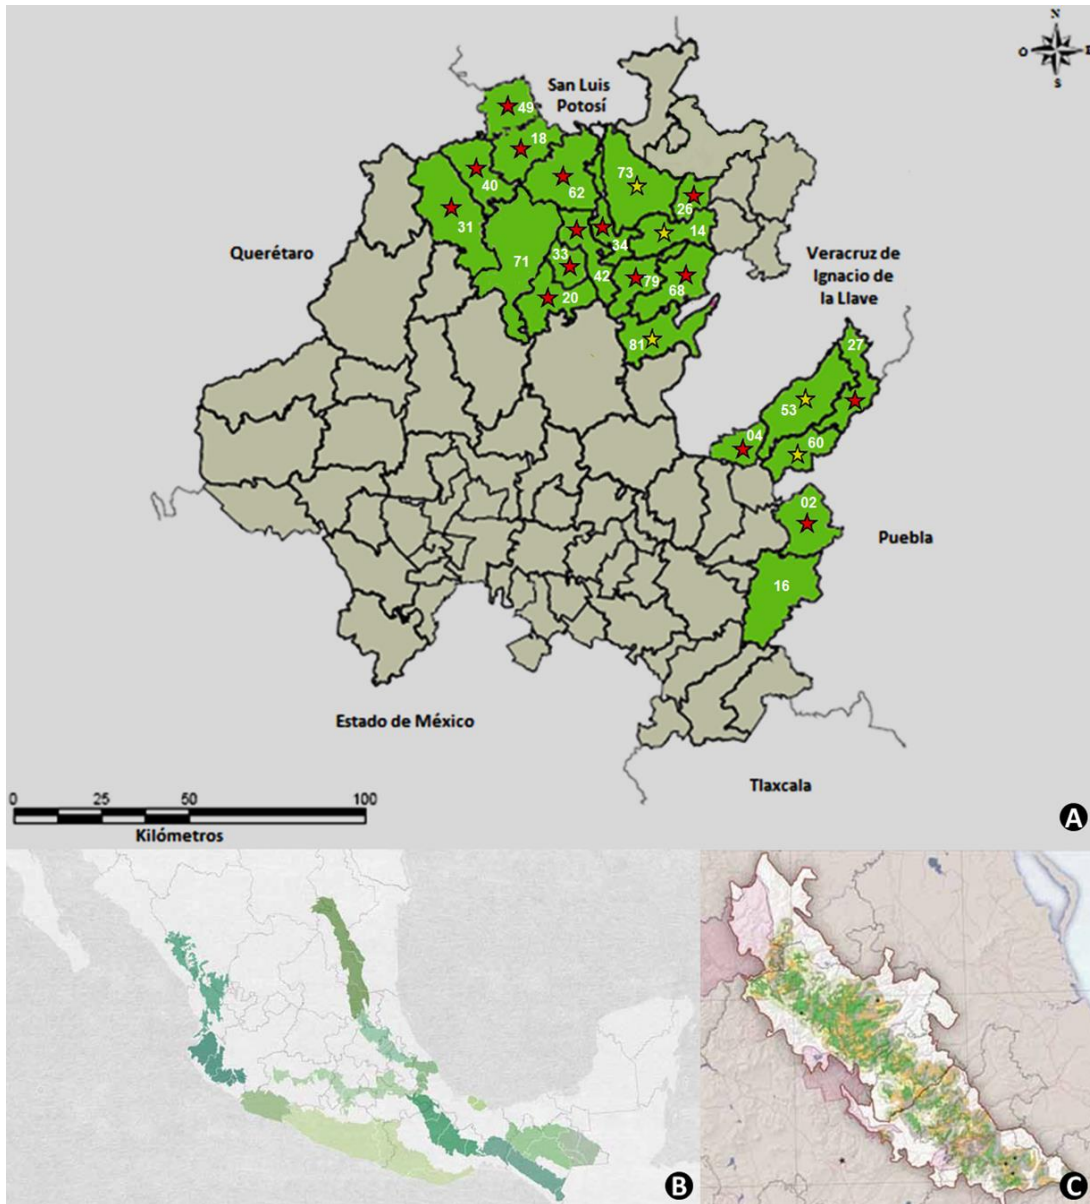 N
O
E
S
San Luis
Potosí
49
18
73
40
62
26
31
14
34
Querétaro
33
71
42
79
68
20
Veracruz de
Ignacio de
la Llave
81
27
53
04
60
02
Puebla
16
Estado de México
Tlaxcala
0 25 50 100
Kilómetros
A
B
C